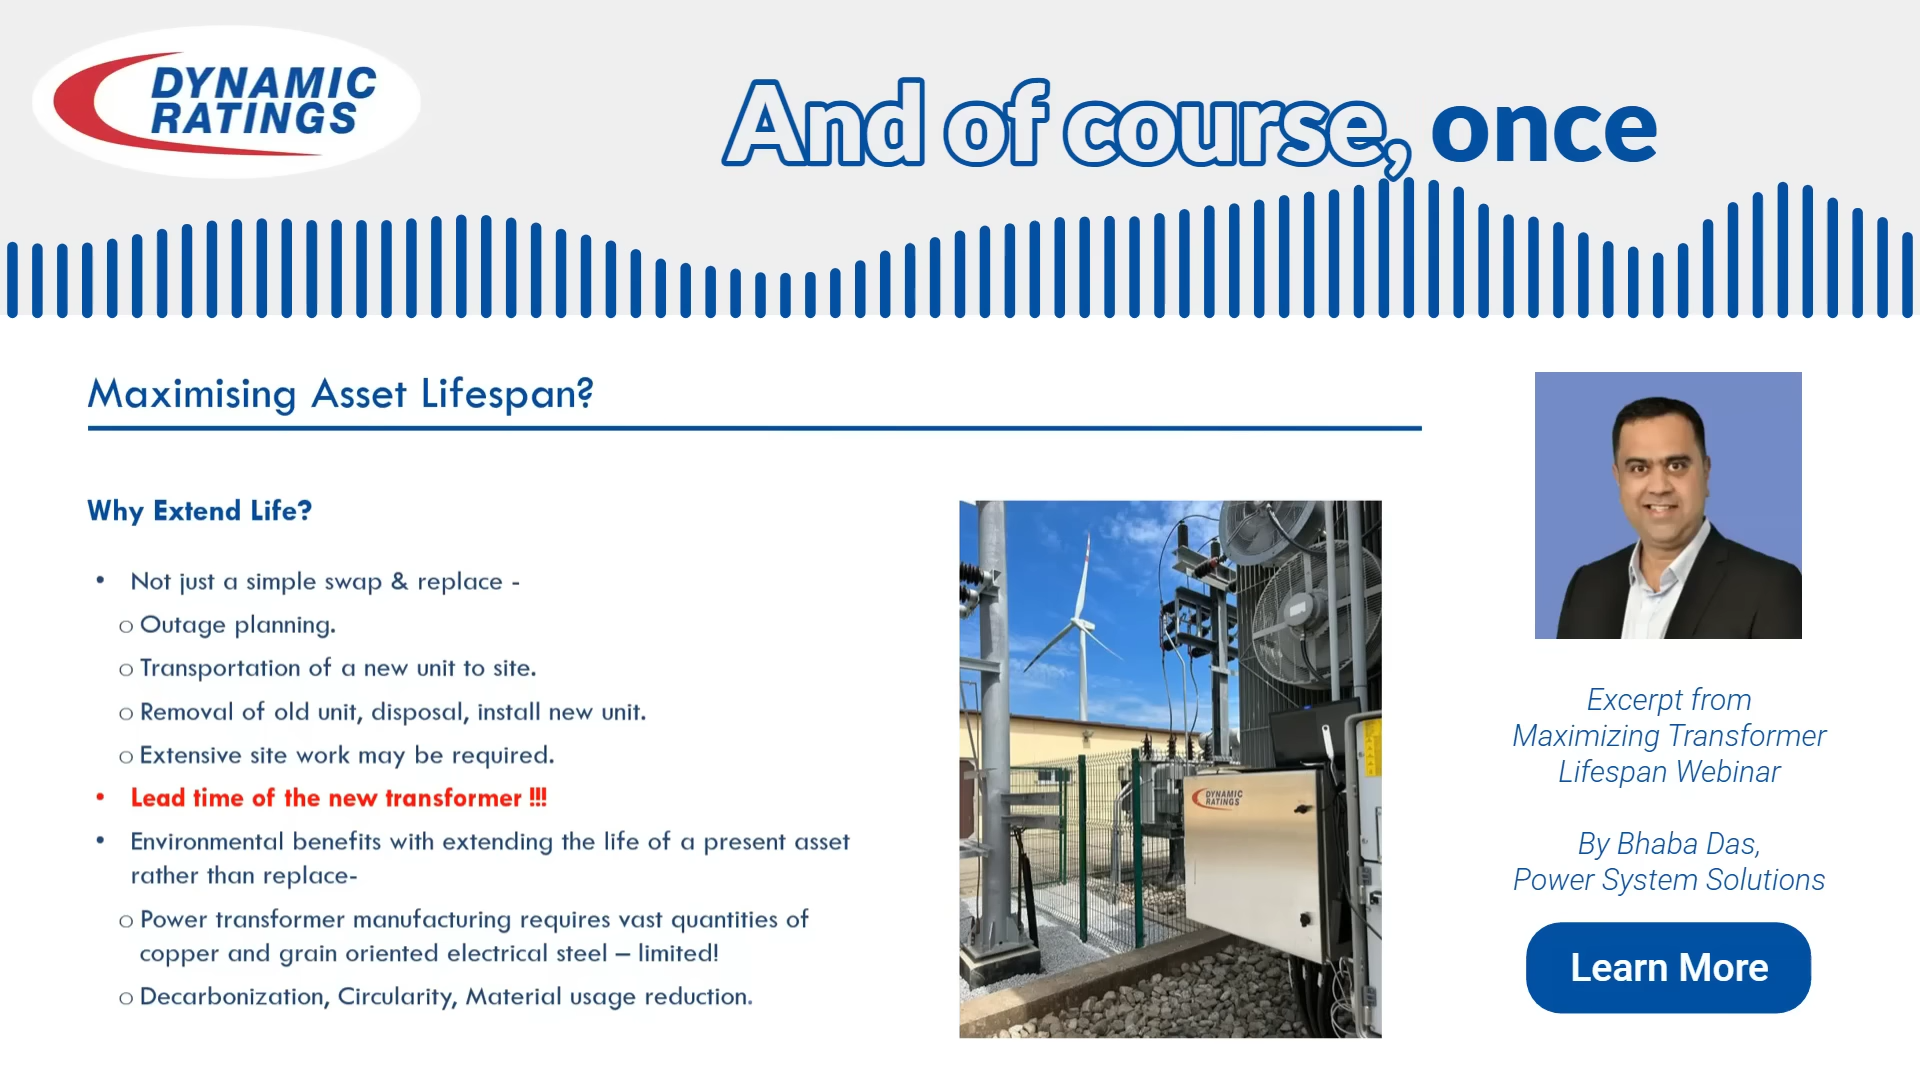 DYNAMIC
RATINGS
And of course, once
Maximising Asset Lifespan?
Why Extend Life?
• Not just a simple swap & replace -
o Outage planning.
o Transportation of a new unit to site.
o Removal of old unit, disposal, install new unit.
o Extensive site work may be required.
• Lead time of the new transformer !!!
• Environmental benefits with extending the life of a present asset
rather than replace-
o Power transformer manufacturing requires vast quantities of
copper and grain oriented electrical steel – limited!
o Decarbonization, Circularity, Material usage reduction.
DYNAMIC
RATINGS
Excerpt from
Maximizing Transformer
Lifespan Webinar
By Bhaba Das,
Power System Solutions
Learn More